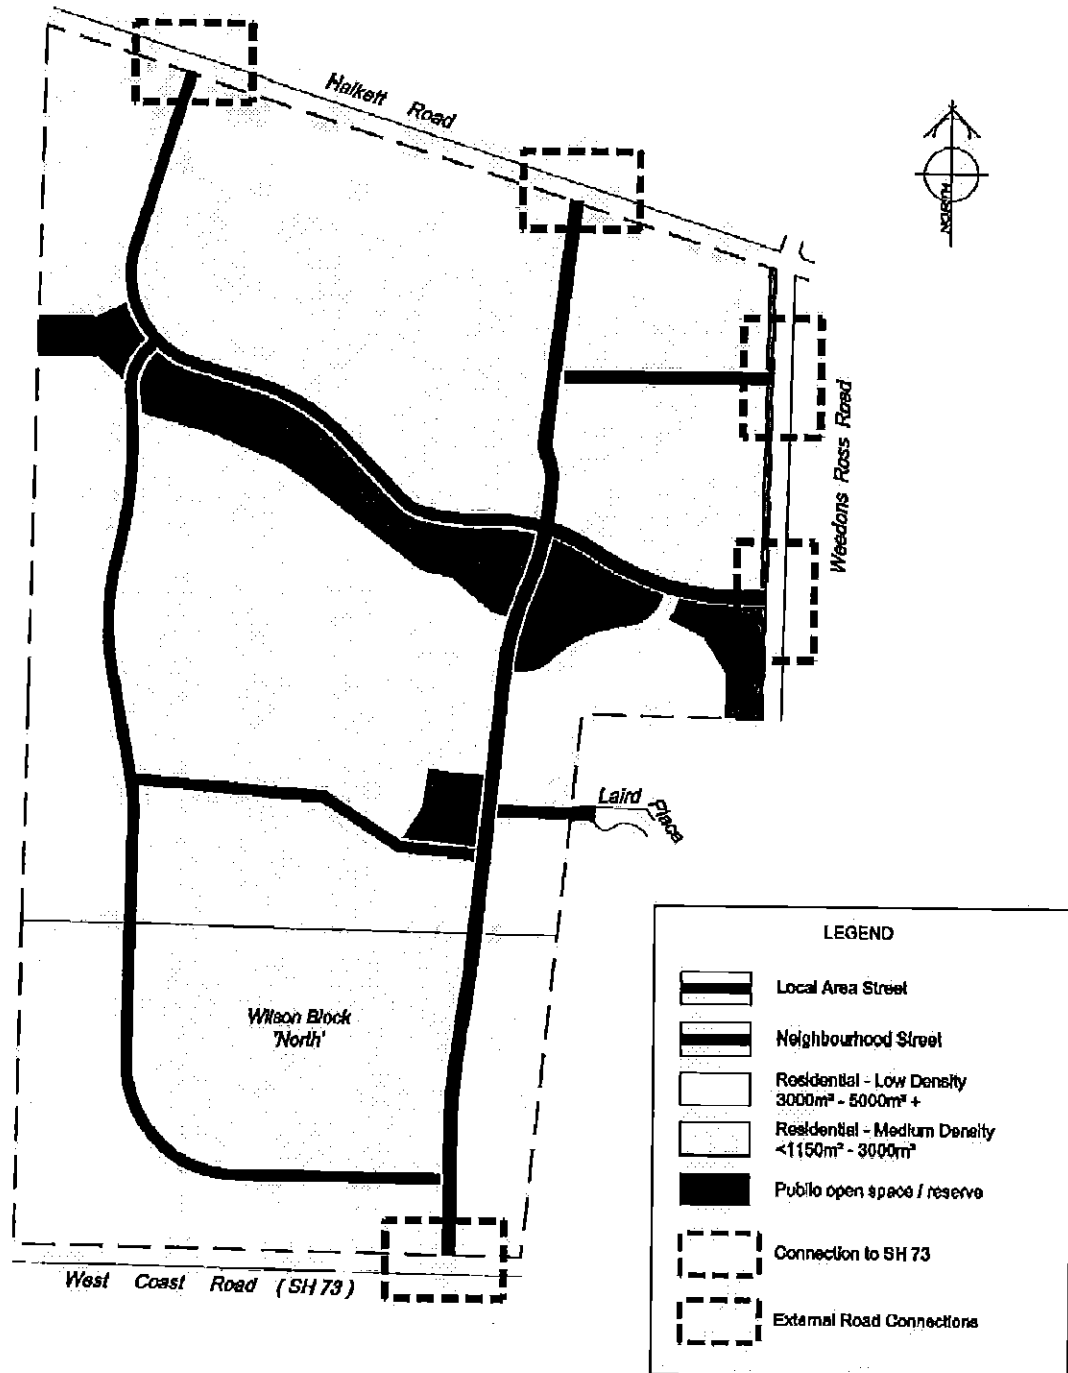 Halkett Road
NORTH
Weedons Ross Road
Laird Place
Wilson Block
'North'
West Coast Road (SH 73)
LEGEND
Local Area Street
Neighbourhood Street
Residential - Low Density
3000m² - 5000m² +
Residential - Medium Density
<1150m² - 3000m²
Public open space / reserve
Connection to SH 73
External Road Connections